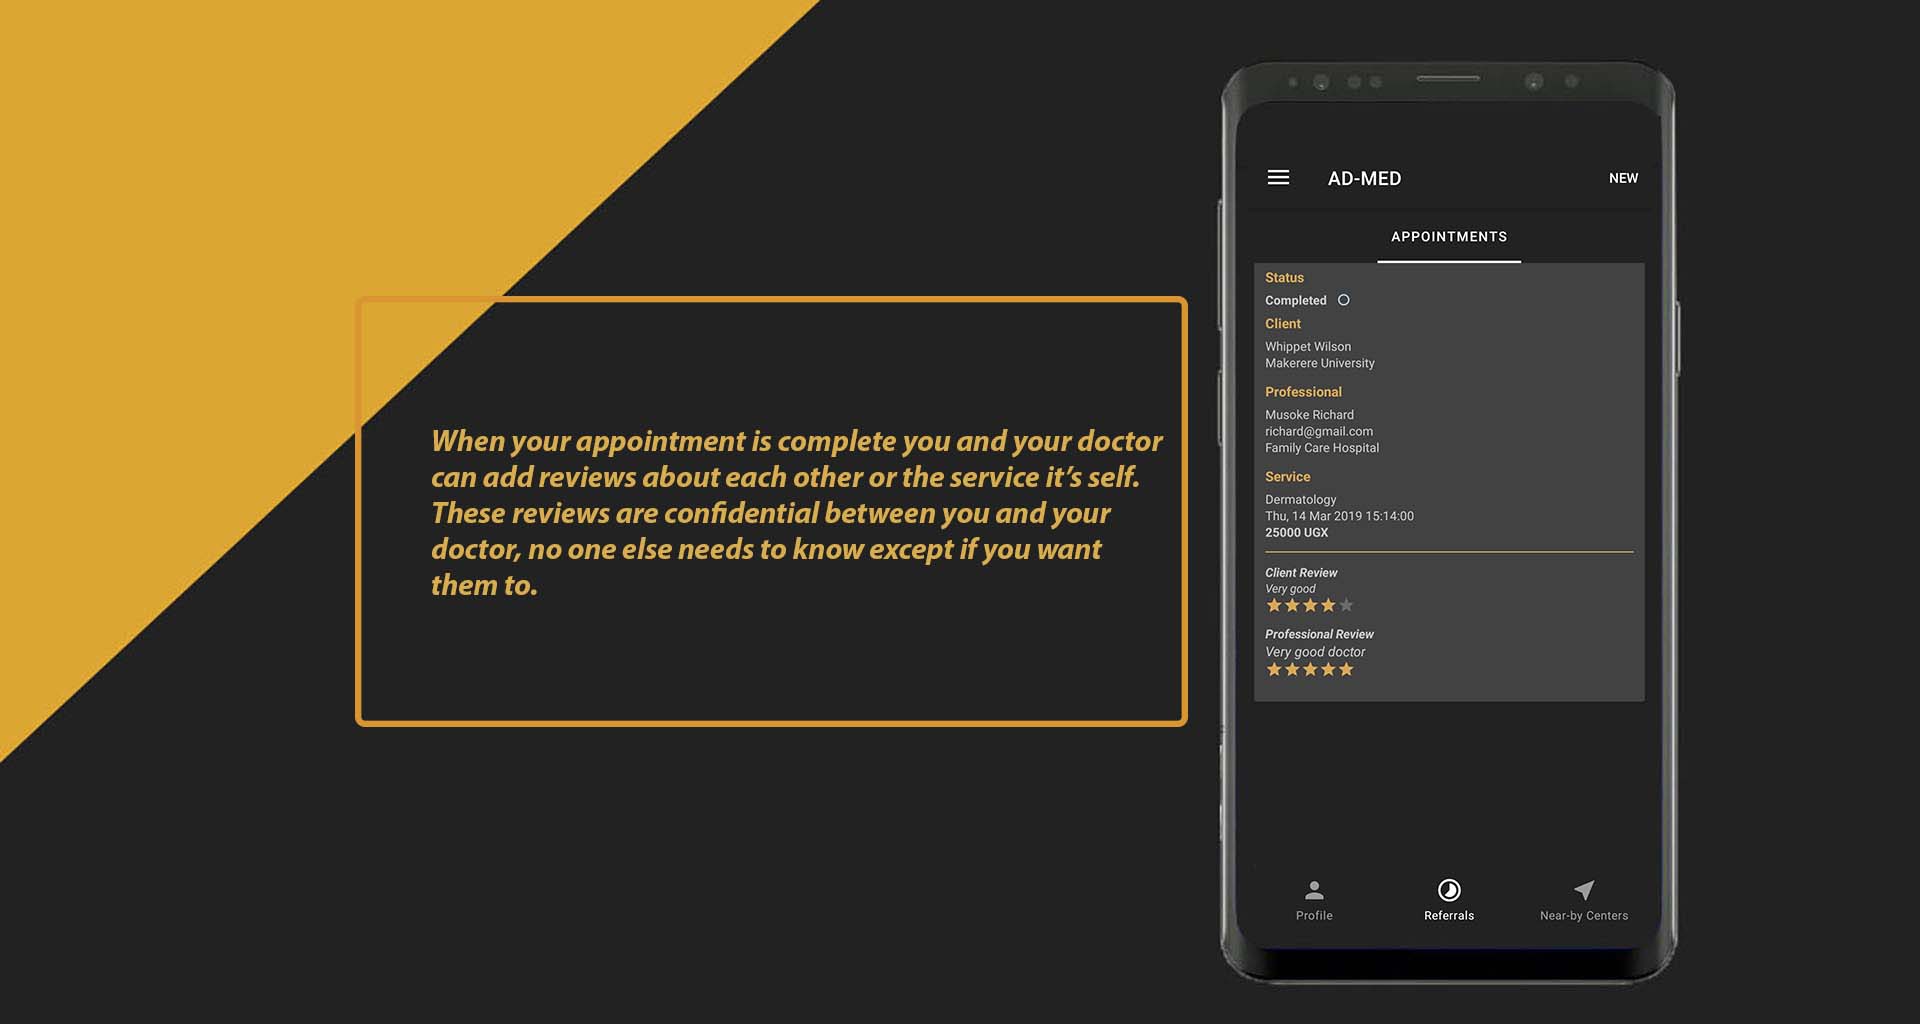 When your appointment is complete you and your doctor
can add reviews about each other or the service it’s self.
These reviews are confidential between you and your
doctor, no one else needs to know except if you want
them to.
AD-MED
NEW
APPOINTMENTS
Status
Completed
Client
Whippet Wilson
Makerere University
Professional
Musoke Richard
richard@gmail.com
Family Care Hospital
Service
Dermatology
Thu, 14 Mar 2019 15:14:00
25000 UGX
Client Review
Very good
Professional Review
Very good doctor
Profile
Referrals
Near-by Centers